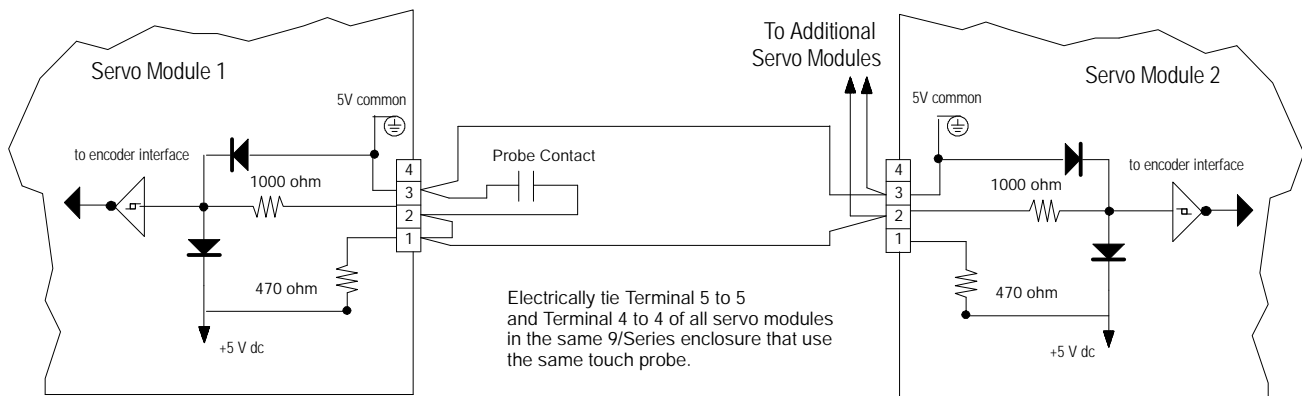 To Additional
Servo Modules
Servo Module 1
Servo Module 2
5V common
5V common
to encoder interface
to encoder interface
Probe Contact
1000 ohm
1000 ohm
4
3
2
1
4
3
2
1
470 ohm
470 ohm
Electrically tie Terminal 5 to 5
and Terminal 4 to 4 of all servo modules
in the same 9/Series enclosure that use
the same touch probe.
+5 V dc
+5 V dc